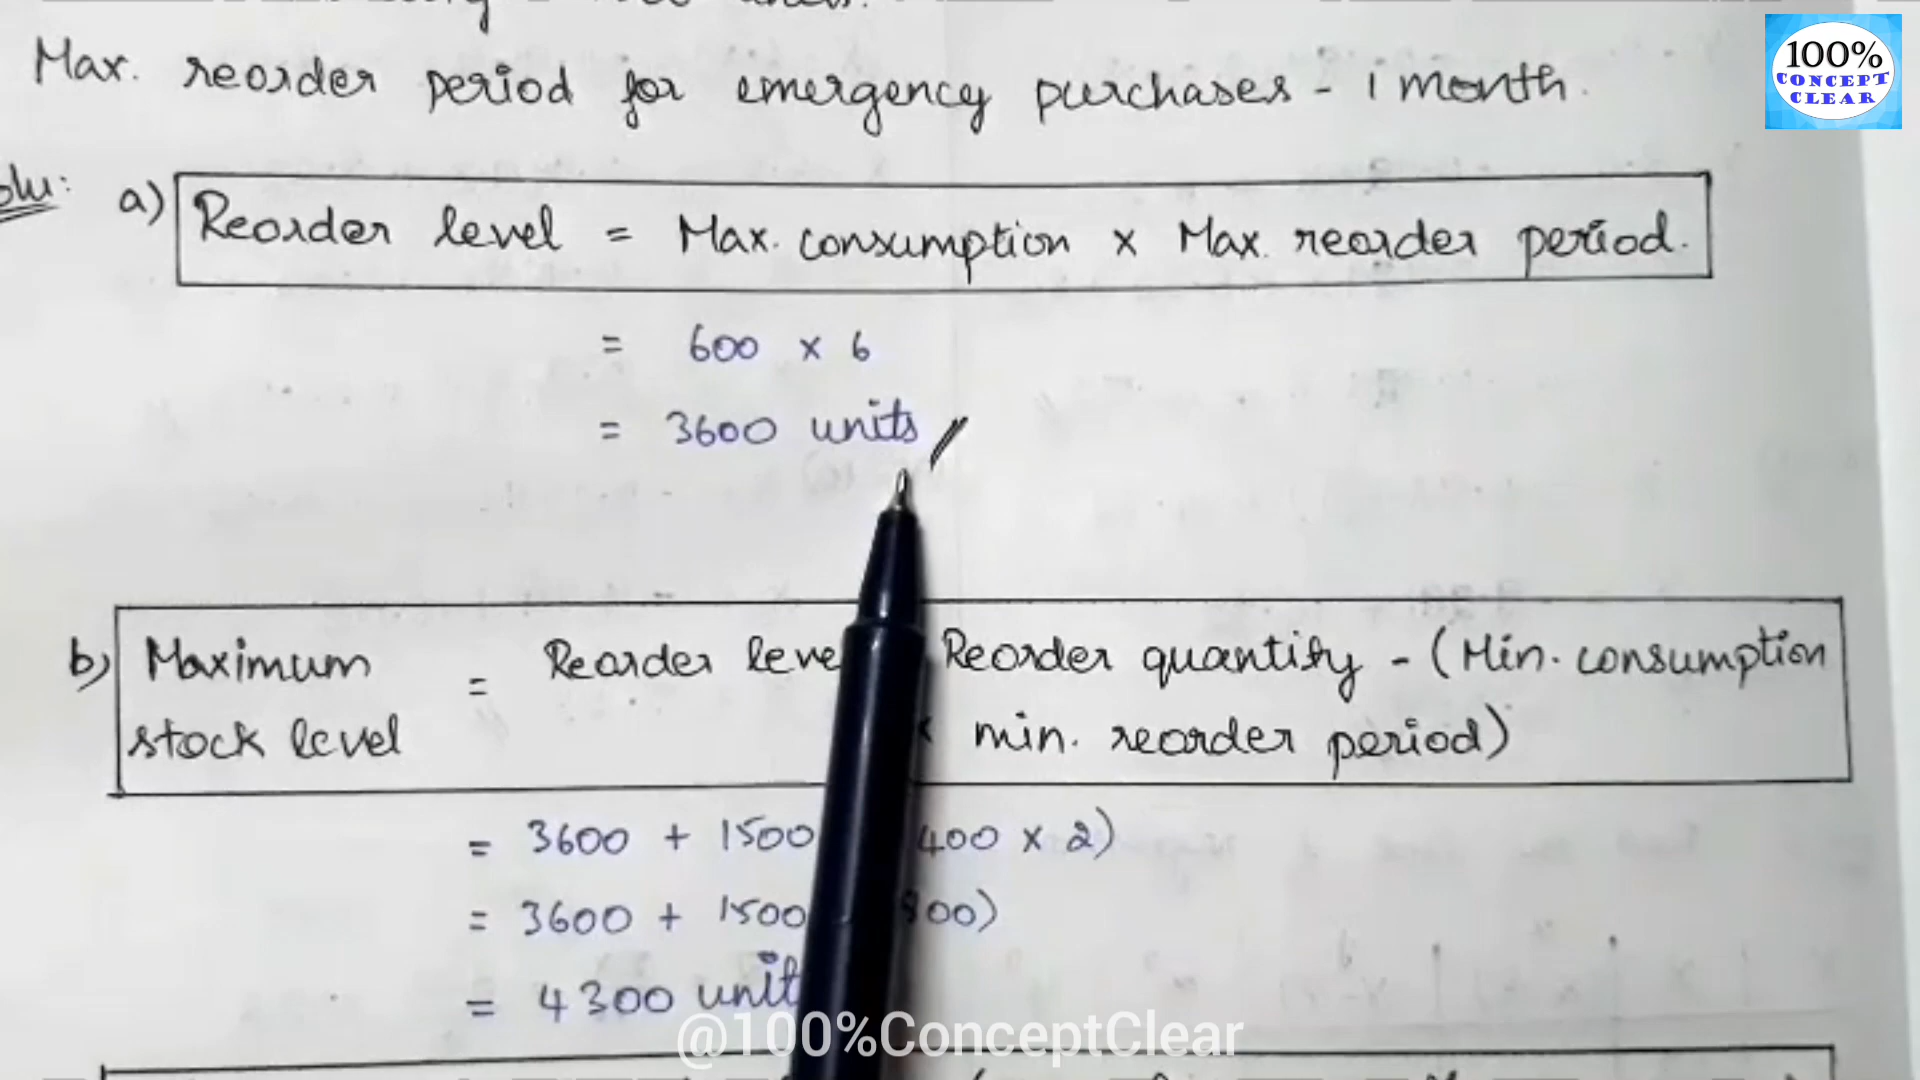 Max. reorder period for emergency purchases - 1 month.
100%
CONCEPT
CLEAR
a) Reorder level = Max. consumption x Max. reorder period.
= 600 x 6
= 3600 units
b) Maximum stock level = Reorder Reorder quantity - (Min. consumption
min. reorder period)
= 3600 + 1500 400 x 2)
= 3600 + 1500 00)
= 4300
@100%ConceptClear